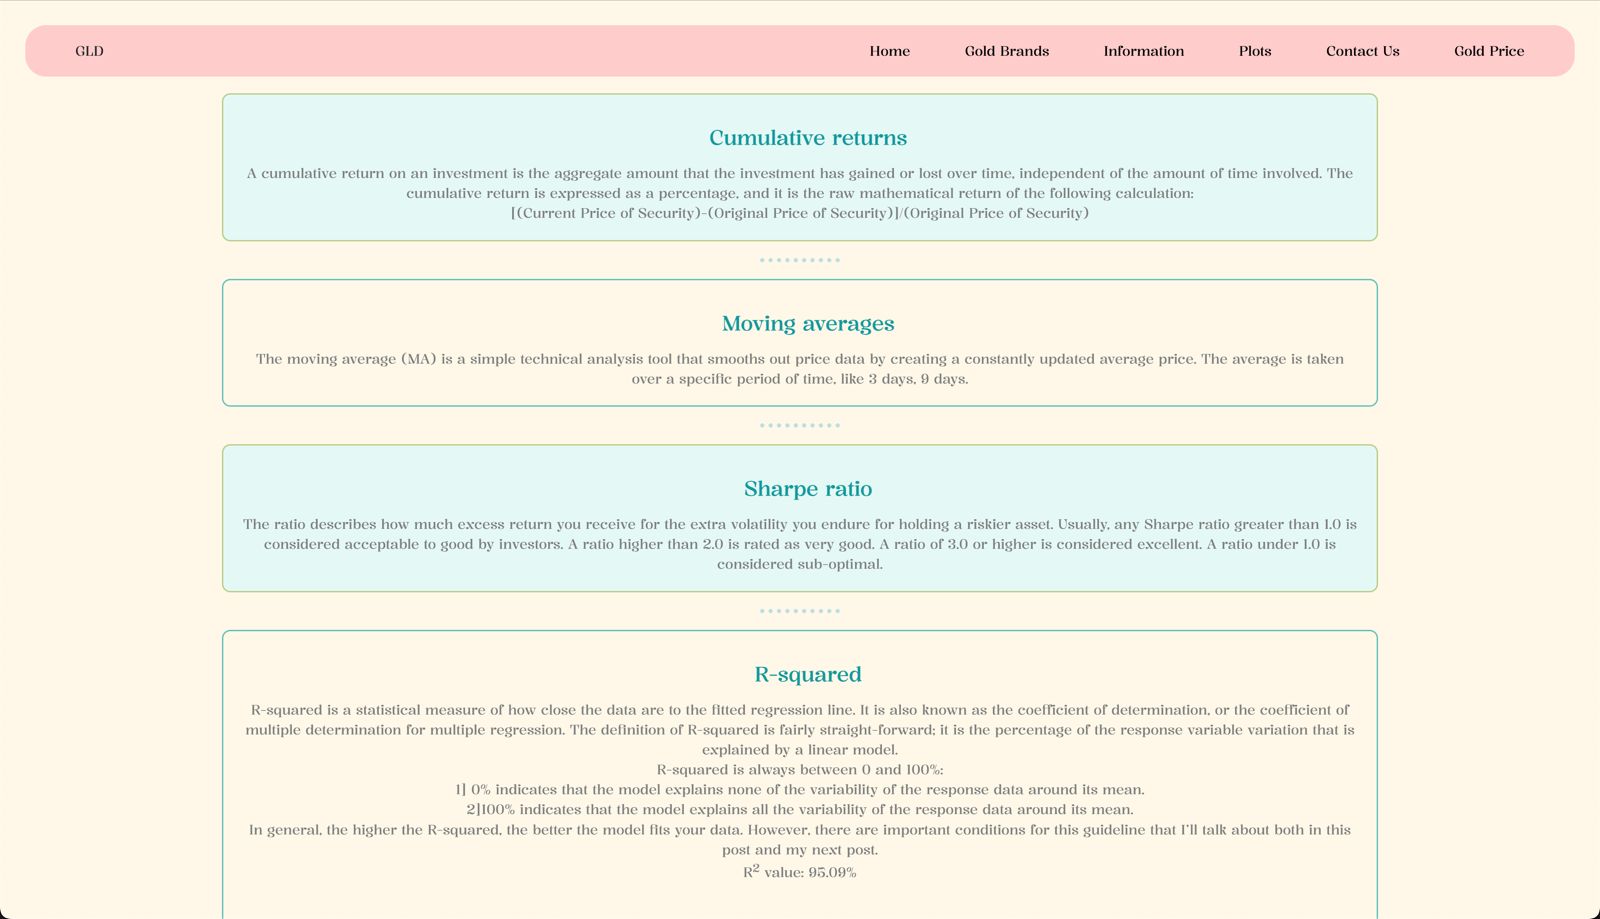 GLD Home Gold Brands Information Plots Contact Us Gold Price
Cumulative returns
A cumulative return on an investment is the aggregate amount that the investment has gained or lost over time, independent of the amount of time involved. The
cumulative return is expressed as a percentage, and it is the raw mathematical return of the following calculation:
[(Current Price of Security)-(Original Price of Security)]/(Original Price of Security)
Moving averages
The moving average (MA) is a simple technical analysis tool that smooths out price data by creating a constantly updated average price. The average is taken
over a specific period of time, like 3 days, 9 days.
Sharpe ratio
The ratio describes how much excess return you receive for the extra volatility you endure for holding a riskier asset. Usually, any Sharpe ratio greater than 1.0 is
considered acceptable to good by investors. A ratio higher than 2.0 is rated as very good. A ratio of 3.0 or higher is considered excellent. A ratio under 1.0 is
considered sub-optimal.
R-squared
R-squared is a statistical measure of how close the data are to the fitted regression line. It is also known as the coefficient of determination, or the coefficient of
multiple determination for multiple regression. The definition of R-squared is fairly straight-forward; it is the percentage of the response variable variation that is
explained by a linear model.
R-squared is always between 0 and 100%:
1] 0% indicates that the model explains none of the variability of the response data around its mean.
2]100% indicates that the model explains all the variability of the response data around its mean.
In general, the higher the R-squared, the better the model fits your data. However, there are important conditions for this guideline that I'll talk about both in this
post and my next post.
R² value: 95.09%